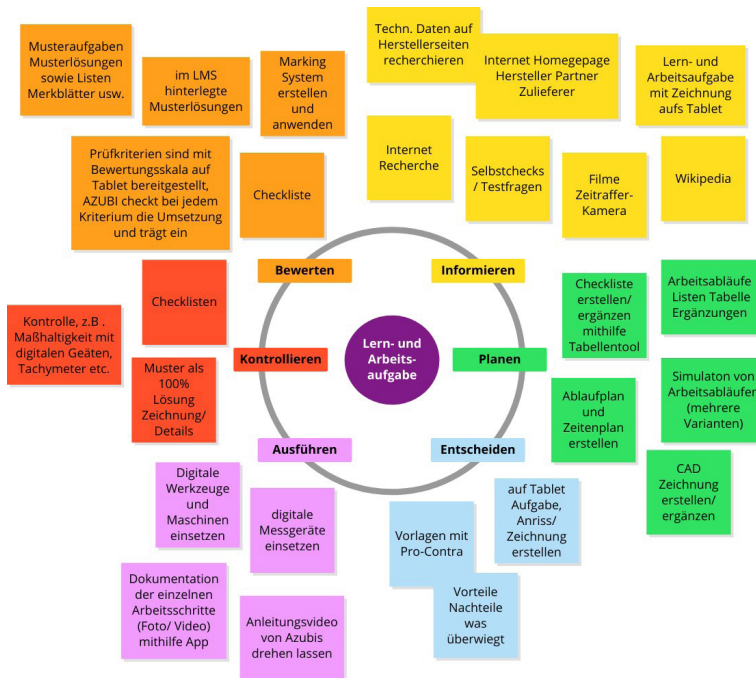 Musteraufgaben
Musterlösungen
sowie Listen
Merkblätter usw.
im LMS
hinterlegte
Musterlösungen
Marking
System
erstellen
und
anwenden
Prüfkriterien sind mit
Bewertungsskala auf
Tablet bereitgestellt,
AZUBI checkt bei jedem
Kriterium die Umsetzung
und trägt ein
Checkliste
Techn. Daten auf
Herstellerseiten
recherchieren
Internet Homegepage
Hersteller Partner
Zulieferer
Lern- und
Arbeitsaufgabe
mit Zeichnung
aufs Tablet
Internet
Recherche
Selbstchecks
/ Testfragen
Filme
Zeitraffer-
Kamera
Wikipedia
Bewerten
Informieren
Checklisten
Kontrolle, z.B .
Maßhaltigkeit mit
digitalen Geäten,
Tachymeter etc.
Muster als
100%
Lösung
Zeichnung/
Details
Kontrollieren
Lern- und
Arbeits-
aufgabe
Planen
Checkliste
erstellen/
ergänzen
mithilfe
Tabellentool
Arbeitsabläufe
Listen Tabelle
Ergänzungen
Ablaufplan
und
Zeitenplan
erstellen
Simulaton von
Arbeitsabläufen
(mehrere
Varianten)
CAD
Zeichnung
erstellen/
ergänzen
Ausführen
Entscheiden
Digitale
Werkzeuge
und
Maschinen
einsetzen
digitale
Messgeräte
einsetzen
Dokumentation
der einzelnen
Arbeitsschritte
(Foto/ Video)
mithilfe App
Anleitungsvideo
von Azubis
drehen lassen
Vorlagen mit
Pro-Contra
auf Tablet
Aufgabe,
Anriss/
Zeichnung
erstellen
Vorteile
Nachteile
was
überwiegt